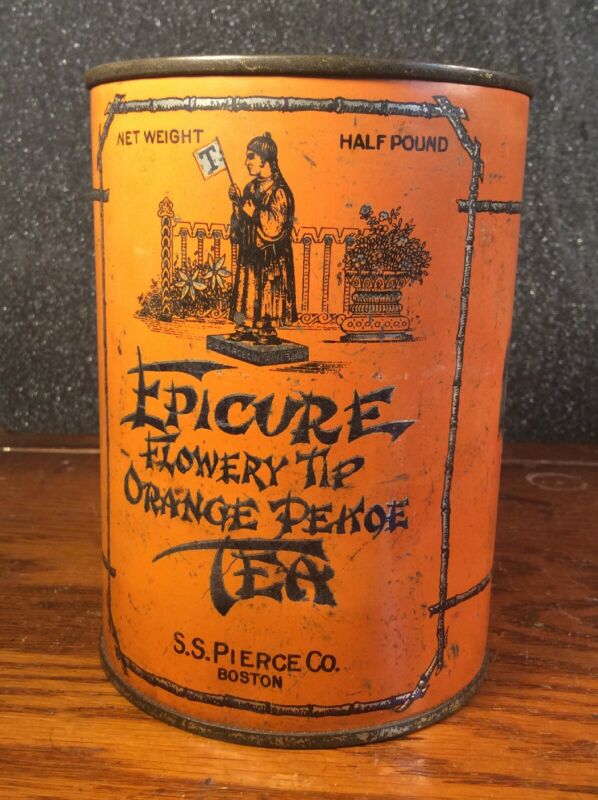 NET WEIGHT
HALF POUND
T
EPICURE
FLOWERY TIP
ORANGE PEKOE
TEA
S.S. PIERCE CO.
BOSTON